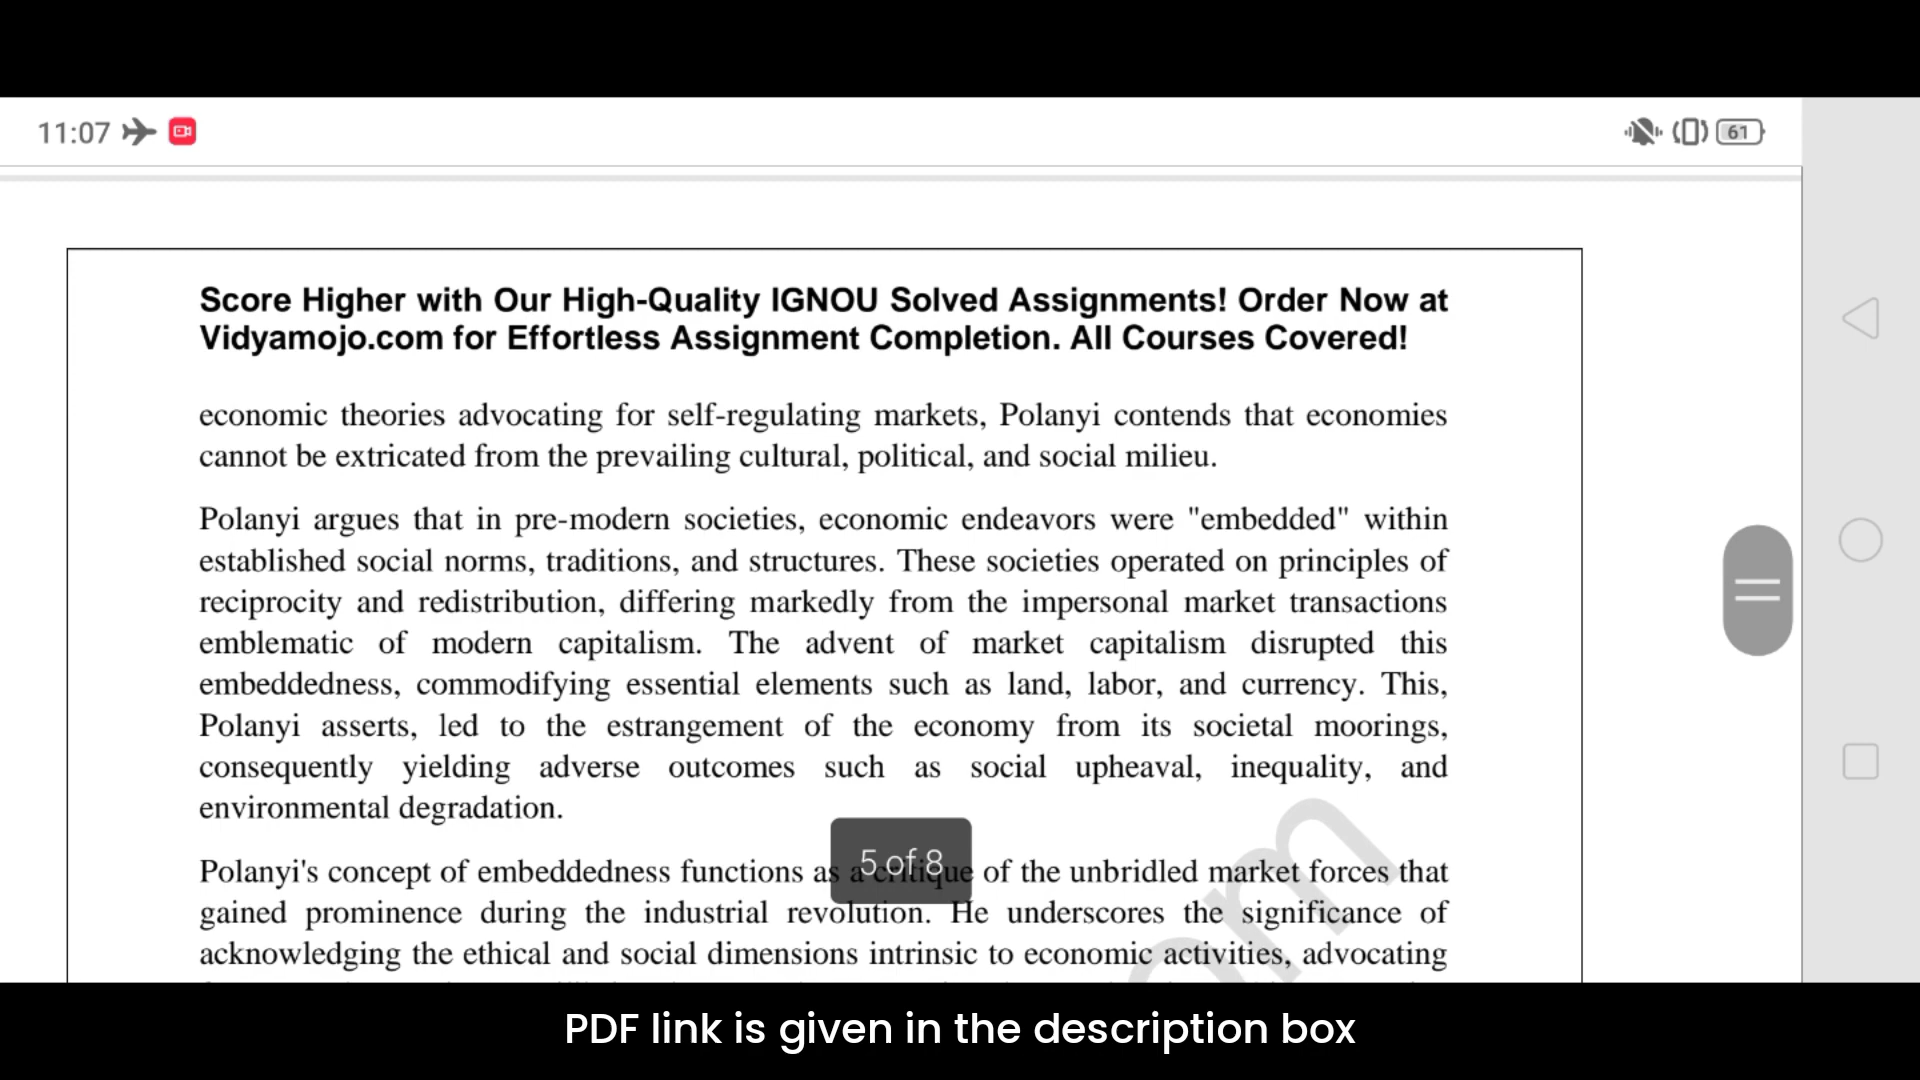 11:07
61
Score Higher with Our High-Quality IGNOU Solved Assignments! Order Now at
Vidyamojo.com for Effortless Assignment Completion. All Courses Covered!
economic theories advocating for self-regulating markets, Polanyi contends that economies
cannot be extricated from the prevailing cultural, political, and social milieu.
Polanyi argues that in pre-modern societies, economic endeavors were "embedded" within
established social norms, traditions, and structures. These societies operated on principles of
reciprocity and redistribution, differing markedly from the impersonal market transactions
emblematic of modern capitalism. The advent of market capitalism disrupted this
embeddedness, commodifying essential elements such as land, labor, and currency. This,
Polanyi asserts, led to the estrangement of the economy from its societal moorings,
consequently yielding adverse outcomes such as social upheaval, inequality, and
environmental degradation.
5 of 8
Polanyi's concept of embeddedness functions as a critique of the unbridled market forces that
gained prominence during the industrial revolution. He underscores the significance of
acknowledging the ethical and social dimensions intrinsic to economic activities, advocating
om
PDF link is given in the description box